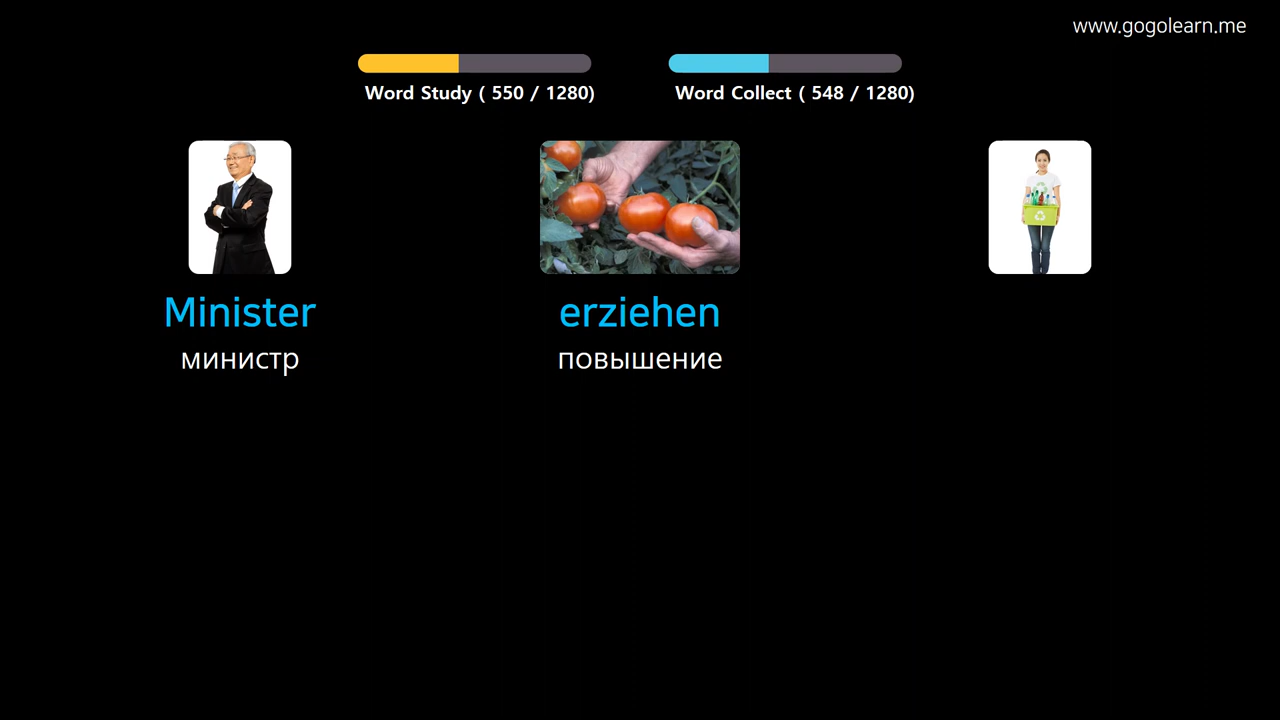 www.gogolearn.me
Word Study ( 550 / 1280)
Word Collect ( 548 / 1280)
Minister
министр
erziehen
повышение